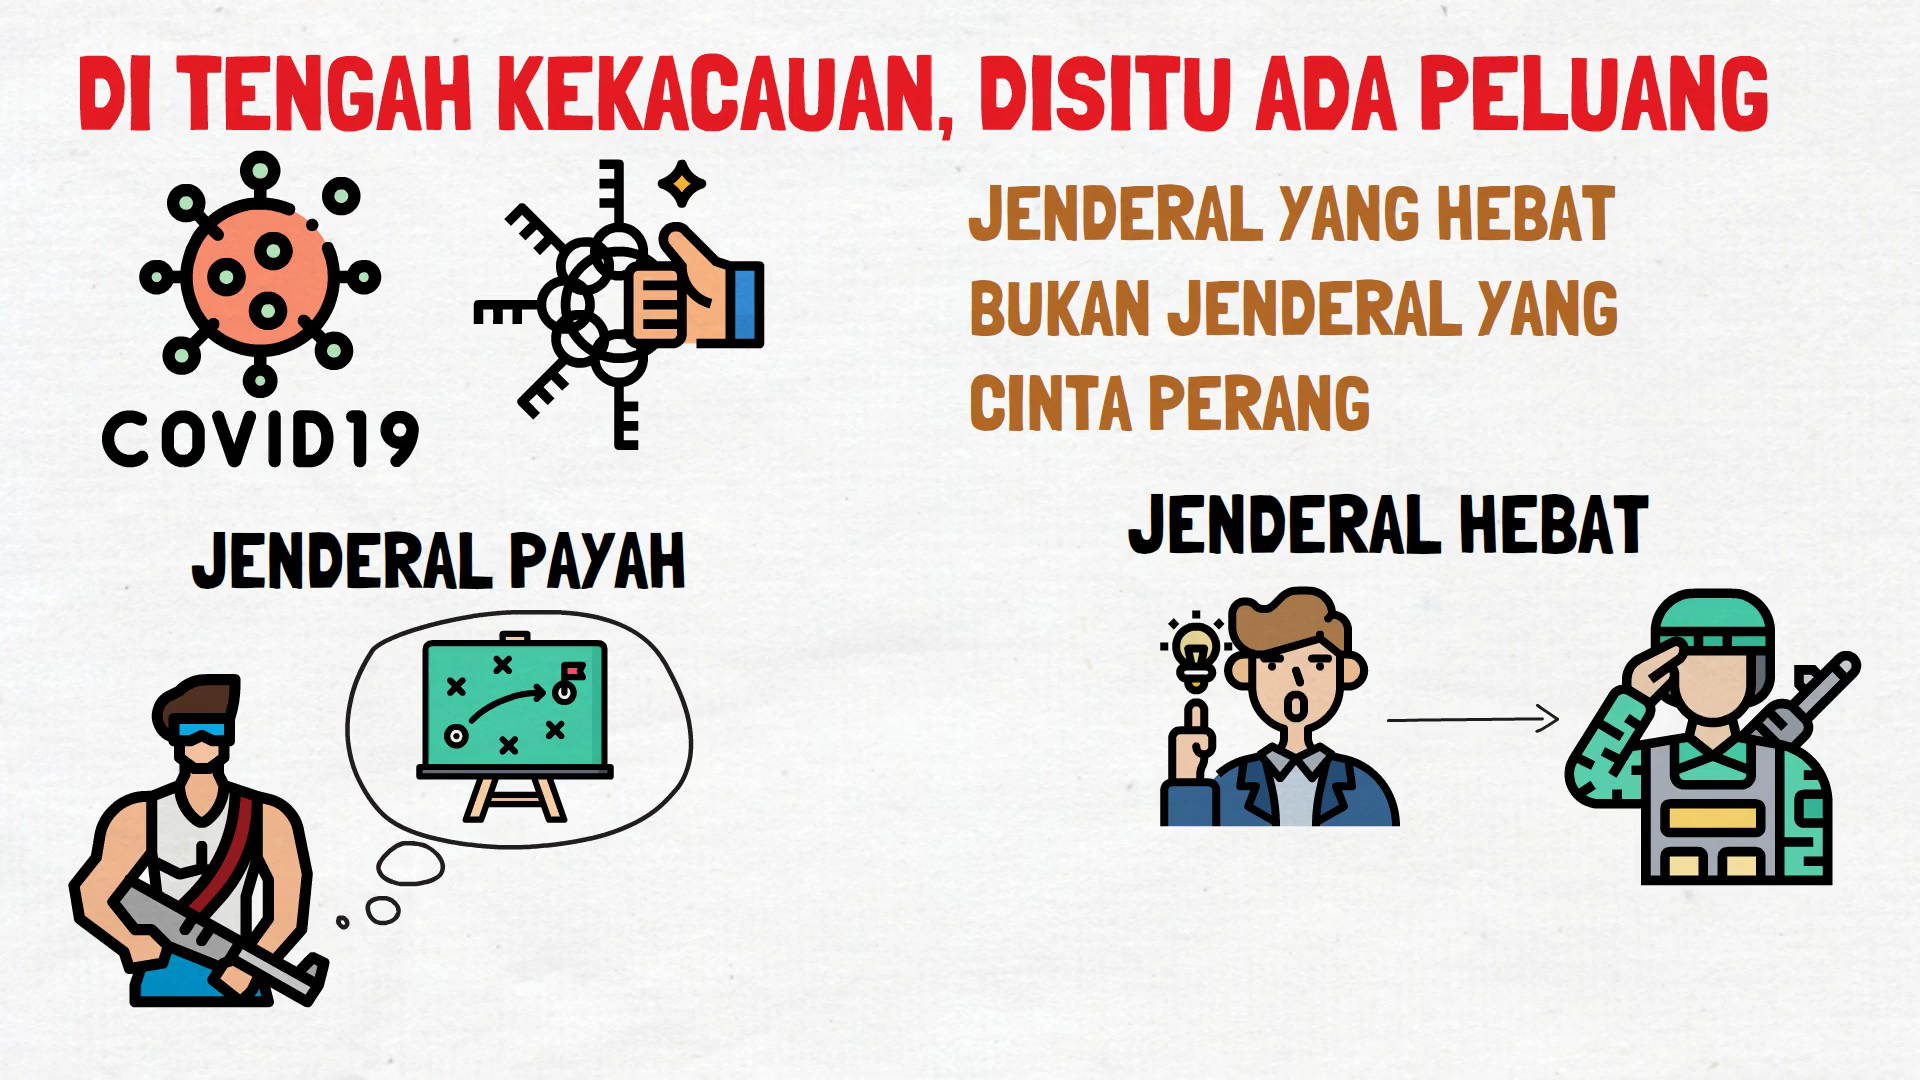 DI TENGAH KEKACAUAN, DISITU ADA PELUANG
JENDERAL YANG HEBAT
BUKAN JENDERAL YANG
CINTA PERANG
COVID19
JENDERAL PAYAH
JENDERAL HEBAT